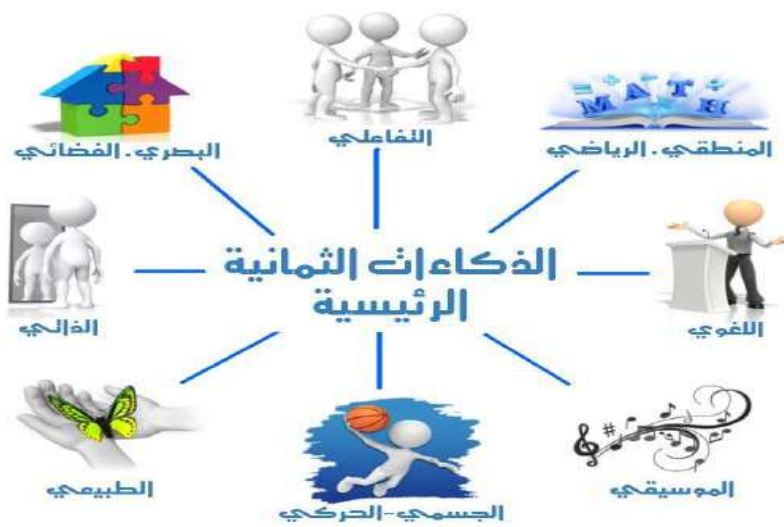 التفاعلي
المنطقي . الرياضي
البصري . الفضائي
MATH
الذكاءات الثمانية
الرئيسية
اللغوي
الذاتي
الموسيقي
الجسمي-الحركي
الطبيعي